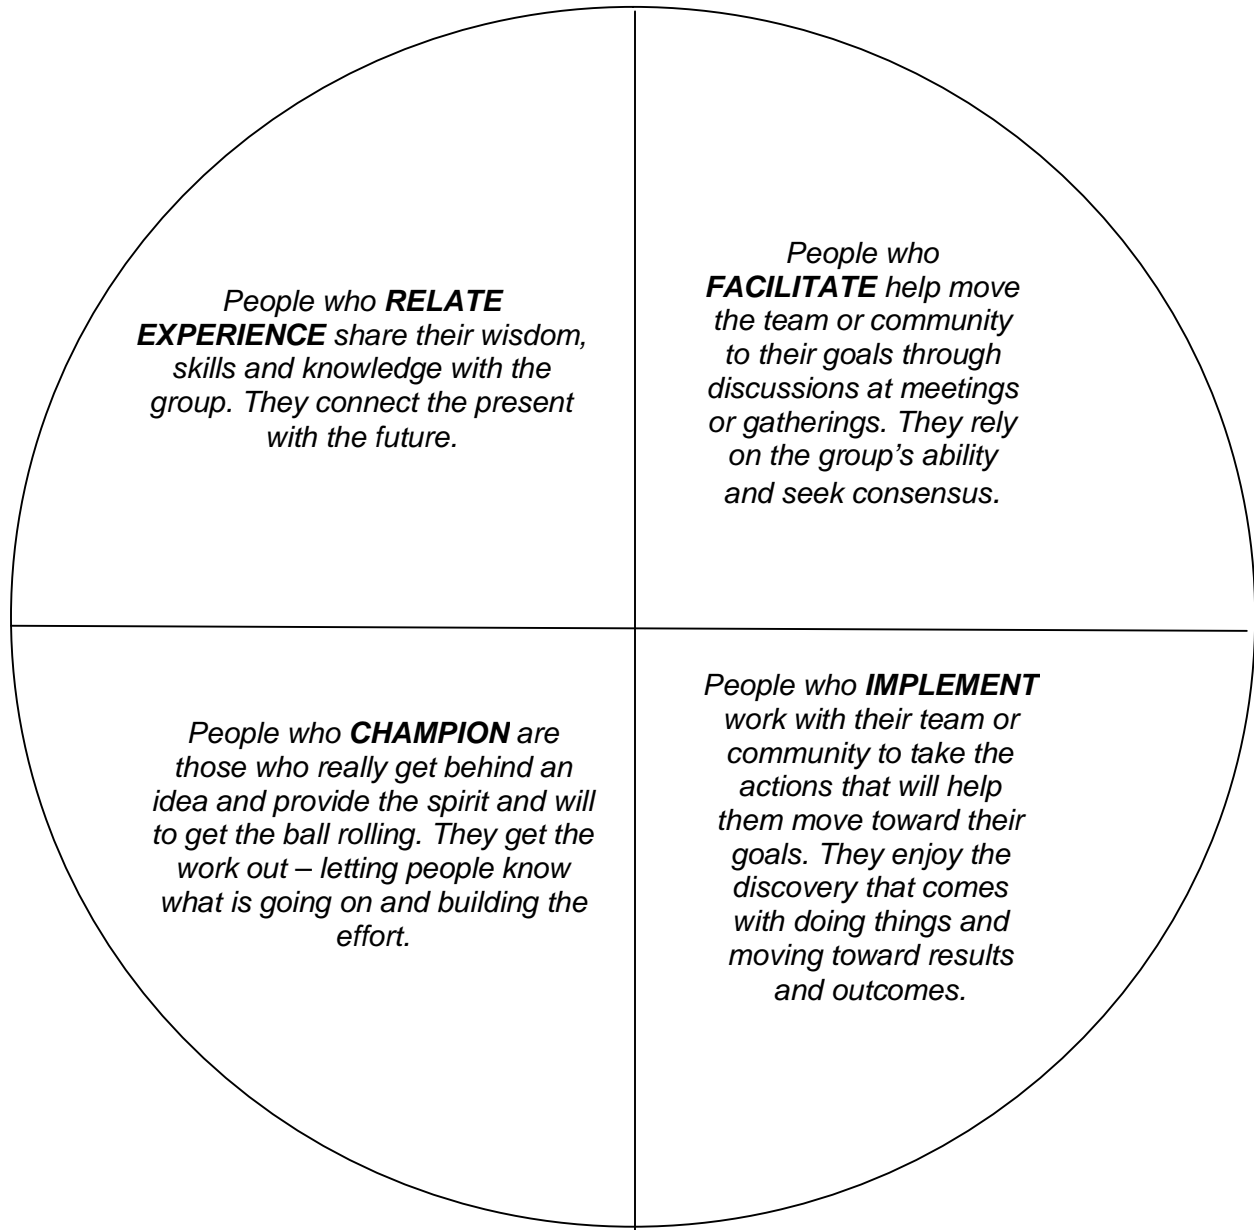 People who RELATE
EXPERIENCE share their wisdom,
skills and knowledge with the
group. They connect the present
with the future.
People who
FACILITATE help move
the team or community
to their goals through
discussions at meetings
or gatherings. They rely
on the group’s ability
and seek consensus.
People who CHAMPION are
those who really get behind an
idea and provide the spirit and will
to get the ball rolling. They get the
work out – letting people know
what is going on and building the
effort.
People who IMPLEMENT
work with their team or
community to take the
actions that will help
them move toward their
goals. They enjoy the
discovery that comes
with doing things and
moving toward results
and outcomes.